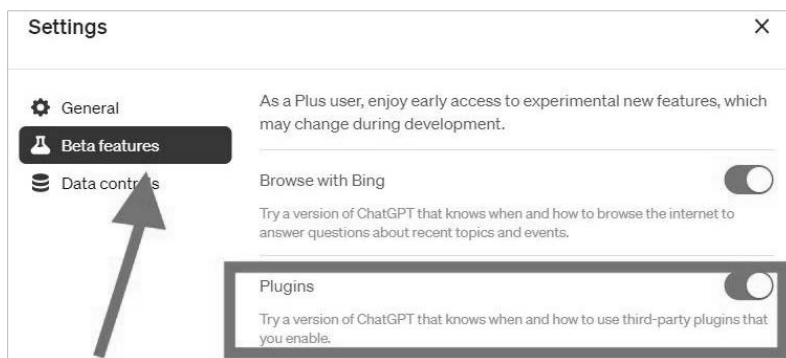 Settings
General
Beta features
Data controls
As a Plus user, enjoy early access to experimental new features, which
may change during development.
Browse with Bing
Try a version of ChatGPT that knows when and how to browse the internet to
answer questions about recent topics and events.
Plugins
Try a version of ChatGPT that knows when and how to use third-party plugins that
you enable.